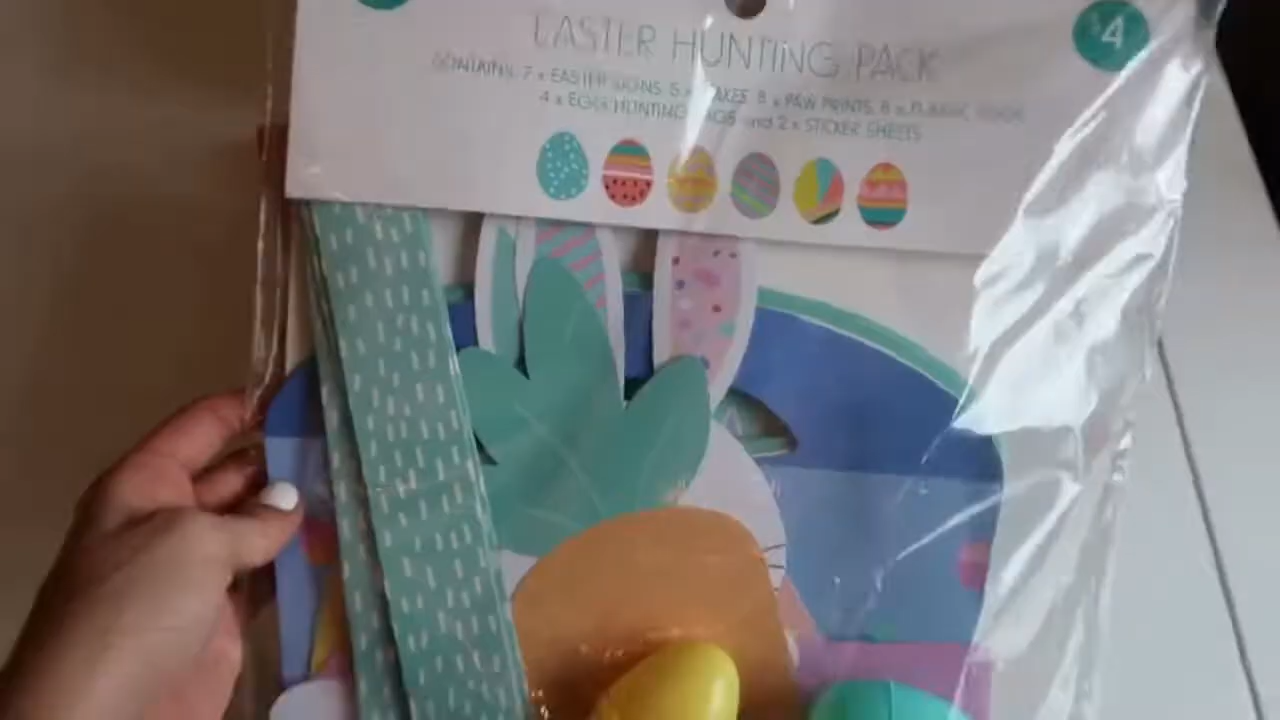 $4
EASTER HUNTING PACK
CONTAINS: 7 x EASTER SIGNS, 5 x STAKES, 8 x PAW PRINTS, 8 x PLASTIC EGGS
4 x EGG HUNTING BAGS and 2 x STICKER SHEETS